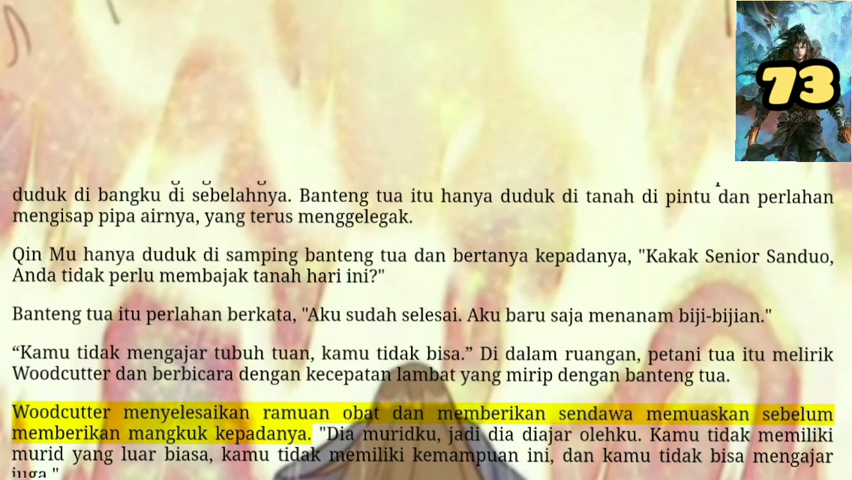 73
duduk di bangku di sebelahnya. Banteng tua itu hanya duduk di tanah di pintu dan perlahan
mengisap pipa airnya, yang terus menggelegak.
Qin Mu hanya duduk di samping banteng tua dan bertanya kepadanya, "Kakak Senior Sanduo,
Anda tidak perlu membajak tanah hari ini?"
Banteng tua itu perlahan berkata, "Aku sudah selesai. Aku baru saja menanam biji-bijian."
“Kamu tidak mengajar tubuh tuan, kamu tidak bisa.” Di dalam ruangan, petani tua itu melirik
Woodcutter dan berbicara dengan kecepatan lambat yang mirip dengan banteng tua.
Woodcutter menyelesaikan ramuan obat dan memberikan sendawa memuaskan sebelum
memberikan mangkuk kepadanya. "Dia muridku, jadi dia diajar olehku. Kamu tidak memiliki
murid yang luar biasa, kamu tidak memiliki kemampuan ini, dan kamu tidak bisa mengajar
juga."